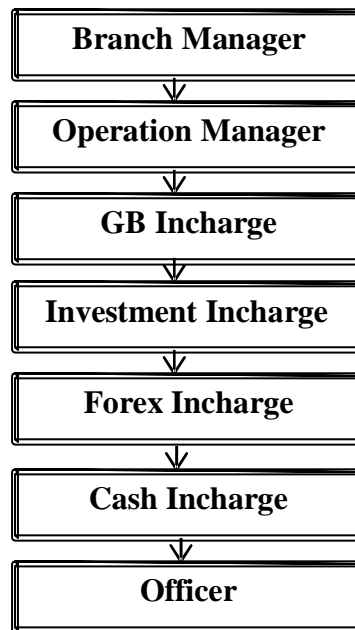 Branch Manager
Operation Manager
GB Incharge
Investment Incharge
Forex Incharge
Cash Incharge
Officer